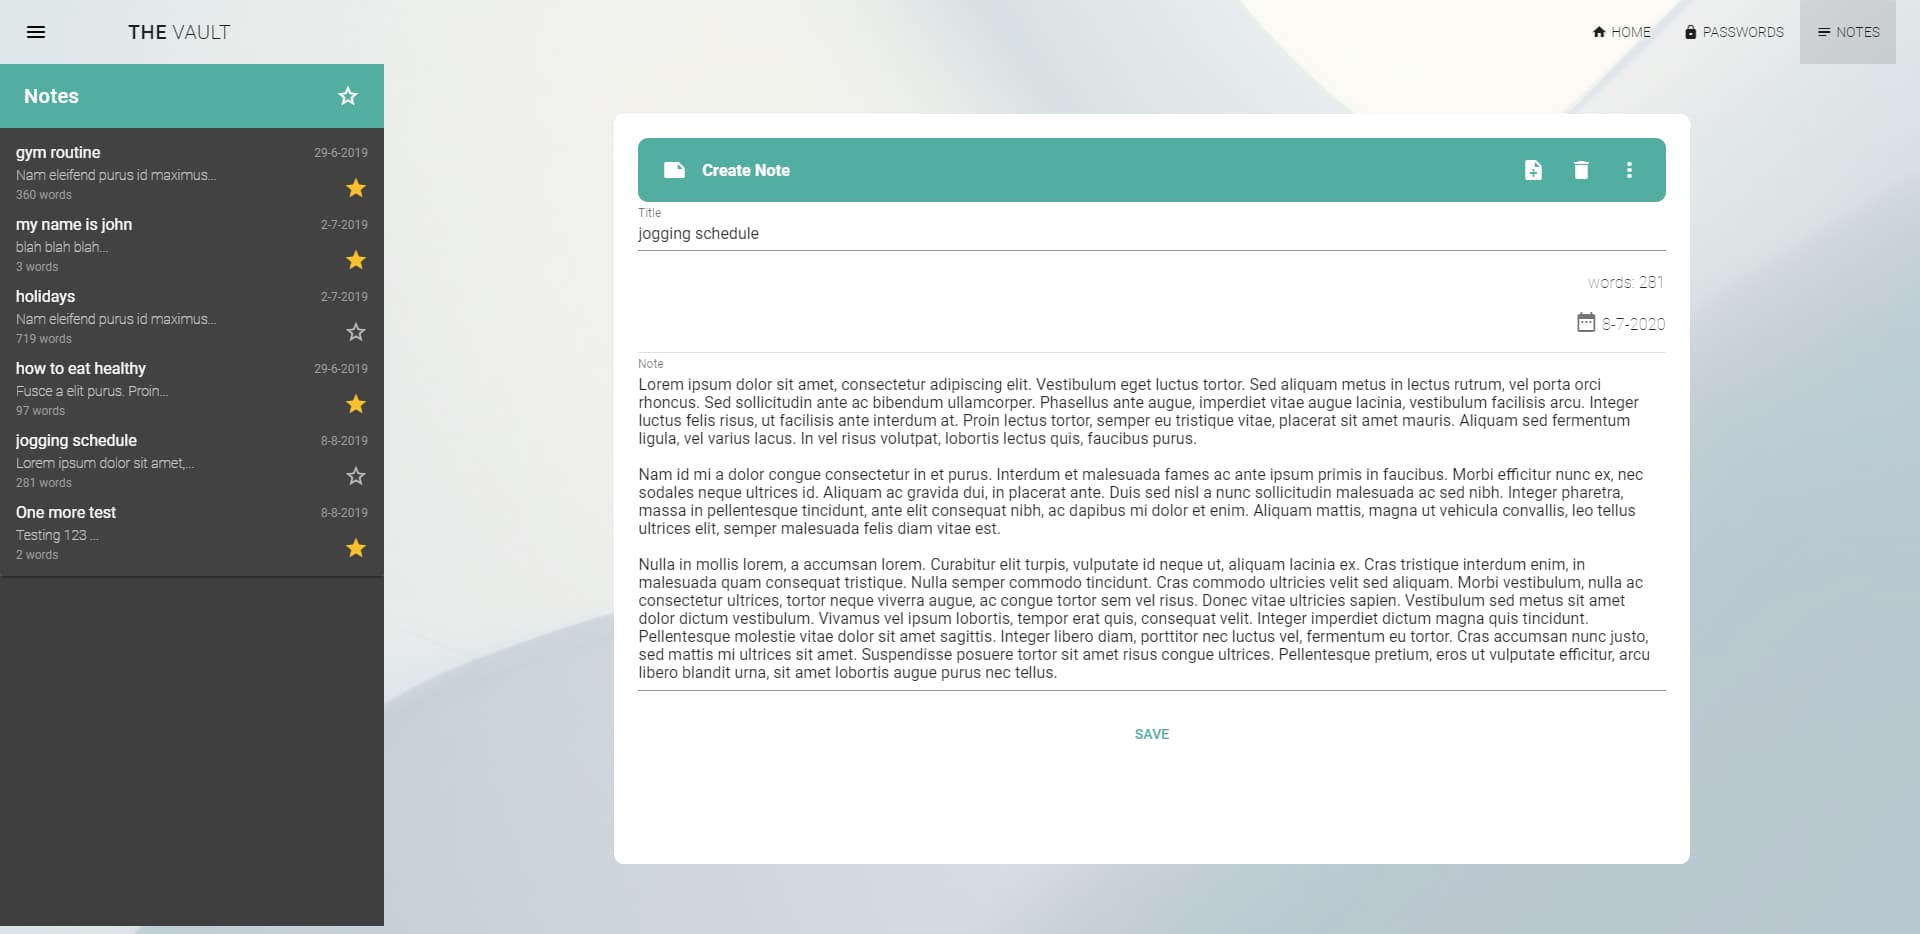 THE VAULT
HOME
PASSWORDS
NOTES
Notes
gym routine 29-6-2019
Nam eleifend purus id maximus...
360 words
my name is john 2-7-2019
blah blah blah...
3 words
holidays 2-7-2019
Nam eleifend purus id maximus...
719 words
how to eat healthy 29-6-2019
Fusce a elit purus. Proin...
97 words
jogging schedule 8-8-2019
Lorem ipsum dolor sit amet,...
281 words
One more test 8-8-2019
Testing 123 ...
2 words
Create Note
Title
jogging schedule
words: 281
8-7-2020
Note
Lorem ipsum dolor sit amet, consectetur adipiscing elit. Vestibulum eget luctus tortor. Sed aliquam metus in lectus rutrum, vel porta orci
rhoncus. Sed sollicitudin ante ac bibendum ullamcorper. Phasellus ante augue, imperdiet vitae augue lacinia, vestibulum facilisis arcu. Integer
luctus felis risus, ut facilisis ante interdum at. Proin lectus tortor, semper eu tristique vitae, placerat sit amet mauris. Aliquam sed fermentum
ligula, vel varius lacus. In vel risus volutpat, lobortis lectus quis, faucibus purus.
Nam id mi a dolor congue consectetur in et purus. Interdum et malesuada fames ac ante ipsum primis in faucibus. Morbi efficitur nunc ex, nec
sodales neque ultrices id. Aliquam ac gravida dui, in placerat ante. Duis sed nisl a nunc sollicitudin malesuada ac sed nibh. Integer pharetra,
massa in pellentesque tincidunt, ante elit consequat nibh, ac dapibus mi dolor et enim. Aliquam mattis, magna ut vehicula convallis, leo tellus
ultrices elit, semper malesuada felis diam vitae est.
Nulla in mollis lorem, a accumsan lorem. Curabitur elit turpis, vulputate id neque ut, aliquam lacinia ex. Cras tristique interdum enim, in
malesuada quam consequat tristique. Nulla semper commodo tincidunt. Cras commodo ultricies velit sed aliquam. Morbi vestibulum, nulla ac
consectetur ultrices, tortor neque viverra augue, ac congue tortor sem vel risus. Donec vitae ultricies sapien. Vestibulum sed metus sit amet
dolor dictum vestibulum. Vivamus vel ipsum lobortis, tempor erat quis, consequat velit. Integer imperdiet dictum magna quis tincidunt.
Pellentesque molestie vitae dolor sit amet sagittis. Integer libero diam, porttitor nec luctus vel, fermentum eu tortor. Cras accumsan nunc justo,
sed mattis mi ultrices sit amet. Suspendisse posuere tortor sit amet risus congue ultrices. Pellentesque pretium, eros ut vulputate efficitur, arcu
libero blandit urna, sit amet lobortis augue purus nec tellus.
SAVE